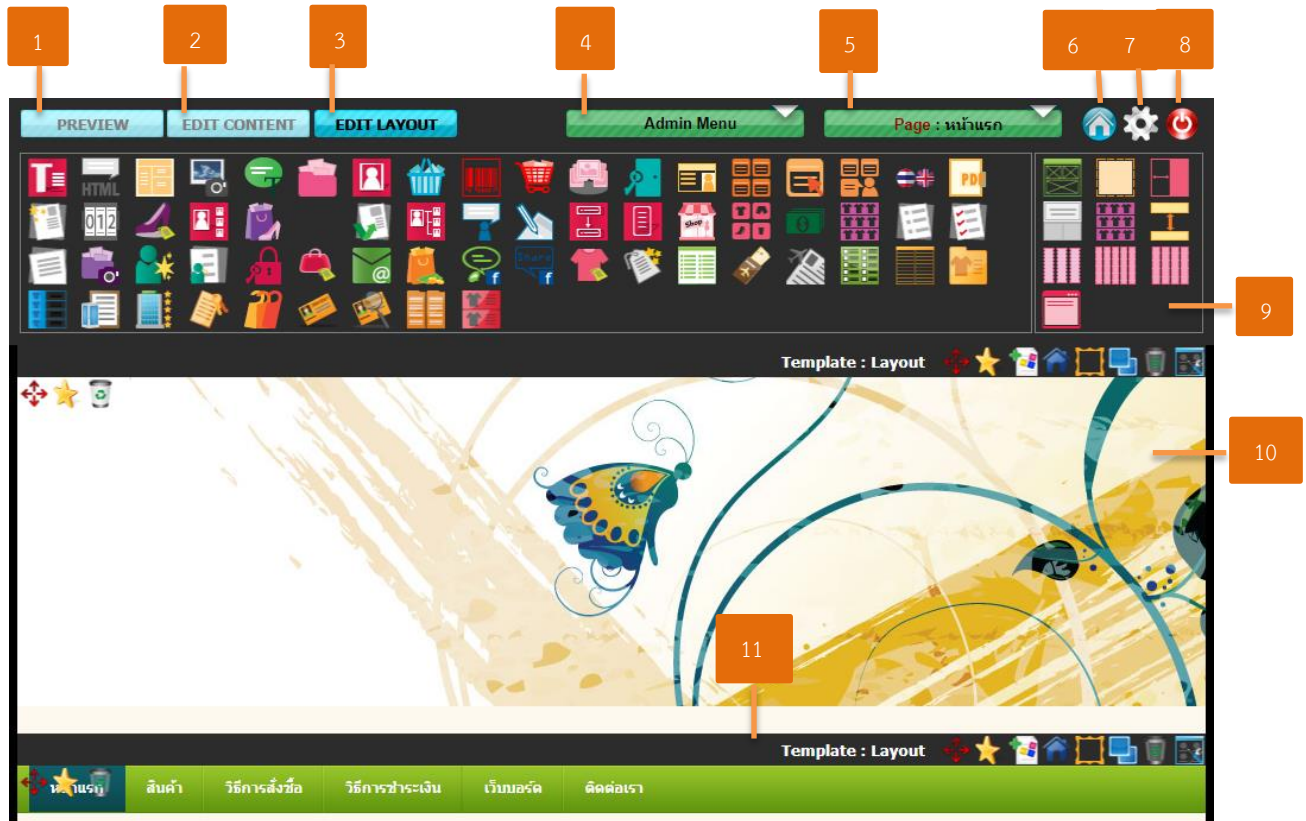 1 2 3 4 5 6 7 8
PREVIEW EDIT CONTENT EDIT LAYOUT Admin Menu Page : หน้าแรก
HTML PD
012
Shop
@ f Share f
9
Template : Layout
10
11
Template : Layout
หน้าแรก สินค้า วิธีการสั่งซื้อ วิธีการชำระเงิน เว็บบอร์ด ติดต่อเรา